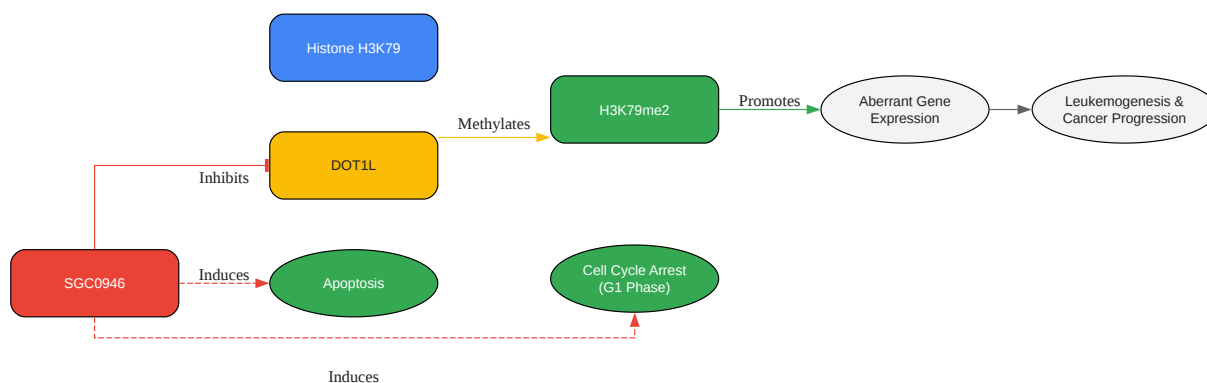 Histone H3K79
H3K79me2
Promotes
Aberrant Gene
Expression
Leukemogenesis &
Cancer Progression
Methylates
DOT1L
Inhibits
SGC0946
Induces
Apoptosis
Cell Cycle Arrest
(G1 Phase)
Induces